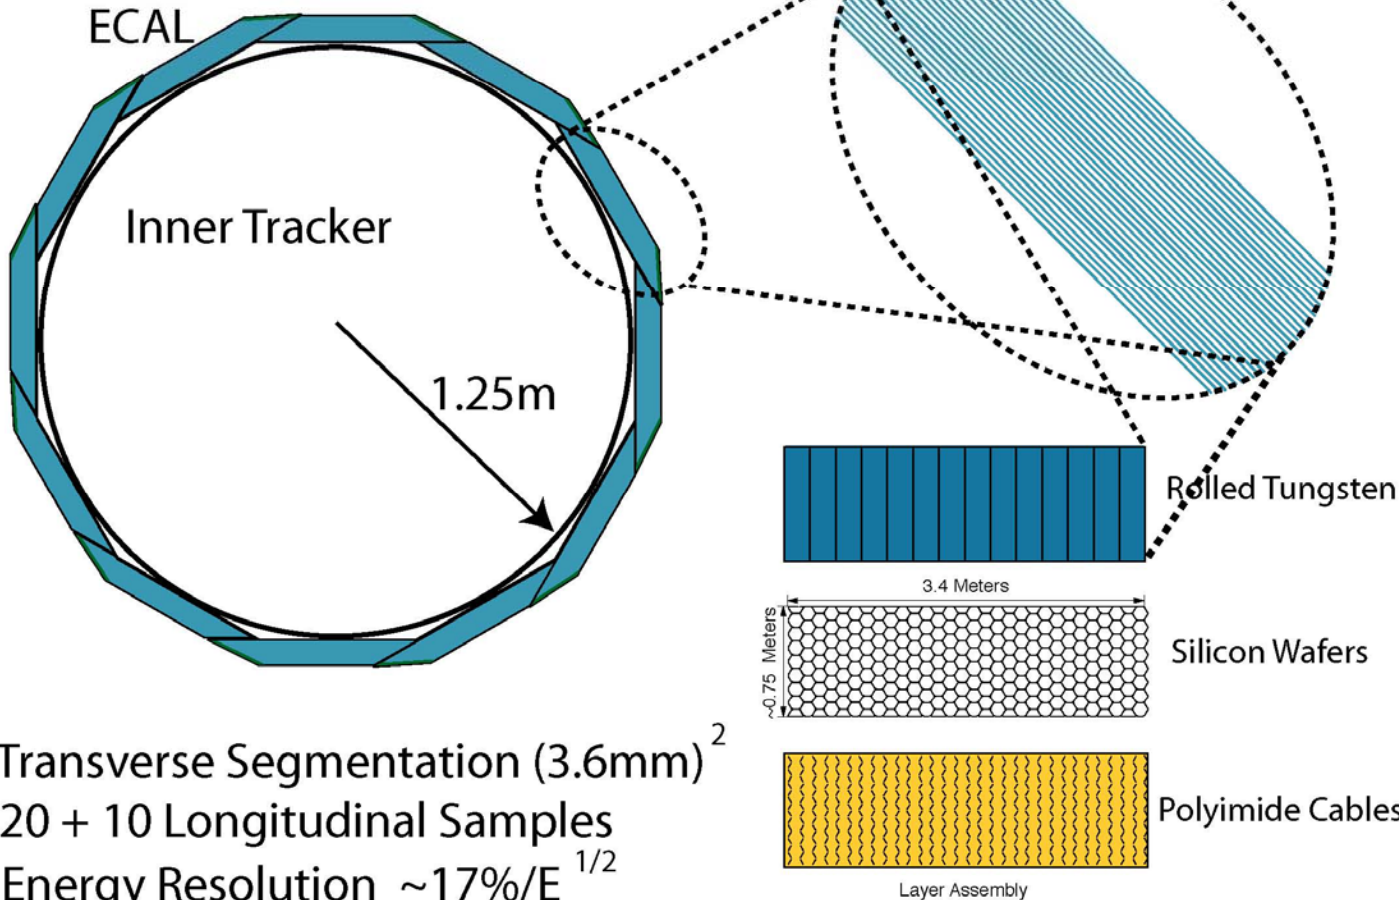 ECAL
Inner Tracker
1.25m
Rolled Tungsten
3.4 Meters
~0.75 Meters
Silicon Wafers
Polyimide Cables
Layer Assembly
Transverse Segmentation (3.6mm)²
20 + 10 Longitudinal Samples
Energy Resolution ~17%/E^1/2